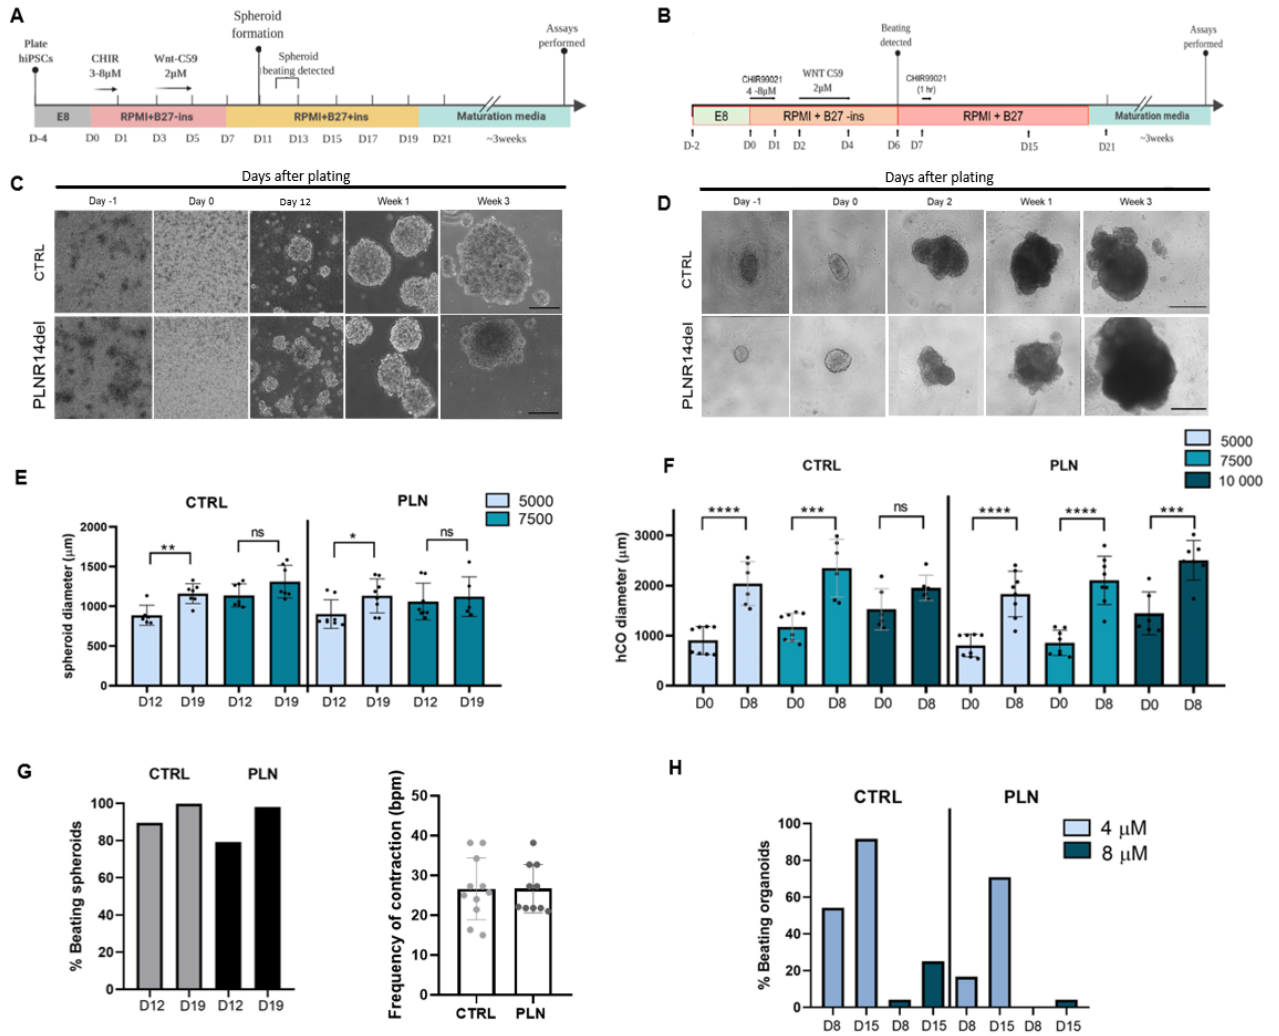 A
Plate
hiPSCs
CHIR
3-8μM
Wnt-C59
2μM
Spheroid
formation
Spheroid
beating detected
Assays
performed
E8
RPMI+B27-ins
RPMI+B27+ins
Maturation media
D-4
D0
D1
D3
D5
D7
D11
D13
D15
D17
D19
D21
~3weeks
B
CHIR99021
4 -8μM
WNT C59
2μM
Beating
detected
CHIR99021
(1 hr)
Assays
performed
E8
RPMI + B27 -ins
RPMI + B27
Maturation media
D-2
D0
D1
D2
D4
D6
D7
D15
D21
~3weeks
C
Days after plating
Day -1
Day 0
Day 12
Week 1
Week 3
CTRL
PLNR14del
D
Days after plating
Day -1
Day 0
Day 2
Week 1
Week 3
CTRL
PLNR14del
E
CTRL
PLN
5000
7500
spheroid diameter (μm)
2000
1500
1000
500
0
**
ns
*
ns
D12
D19
D12
D19
D12
D19
D12
D19
F
CTRL
PLN
5000
7500
10 000
hCO diameter (μm)
3000
2000
1000
0
****
***
ns
****
****
***
D0
D8
D0
D8
D0
D8
D0
D8
D0
D8
D0
D8
G
CTRL
PLN
% Beating spheroids
100
80
60
40
20
0
D12
D19
D12
D19
Frequency of contraction (bpm)
50
40
30
20
10
0
CTRL
PLN
H
CTRL
PLN
4 μM
8 μM
% Beating organoids
100
80
60
40
20
0
D8
D15
D8
D15
D8
D15
D8
D15